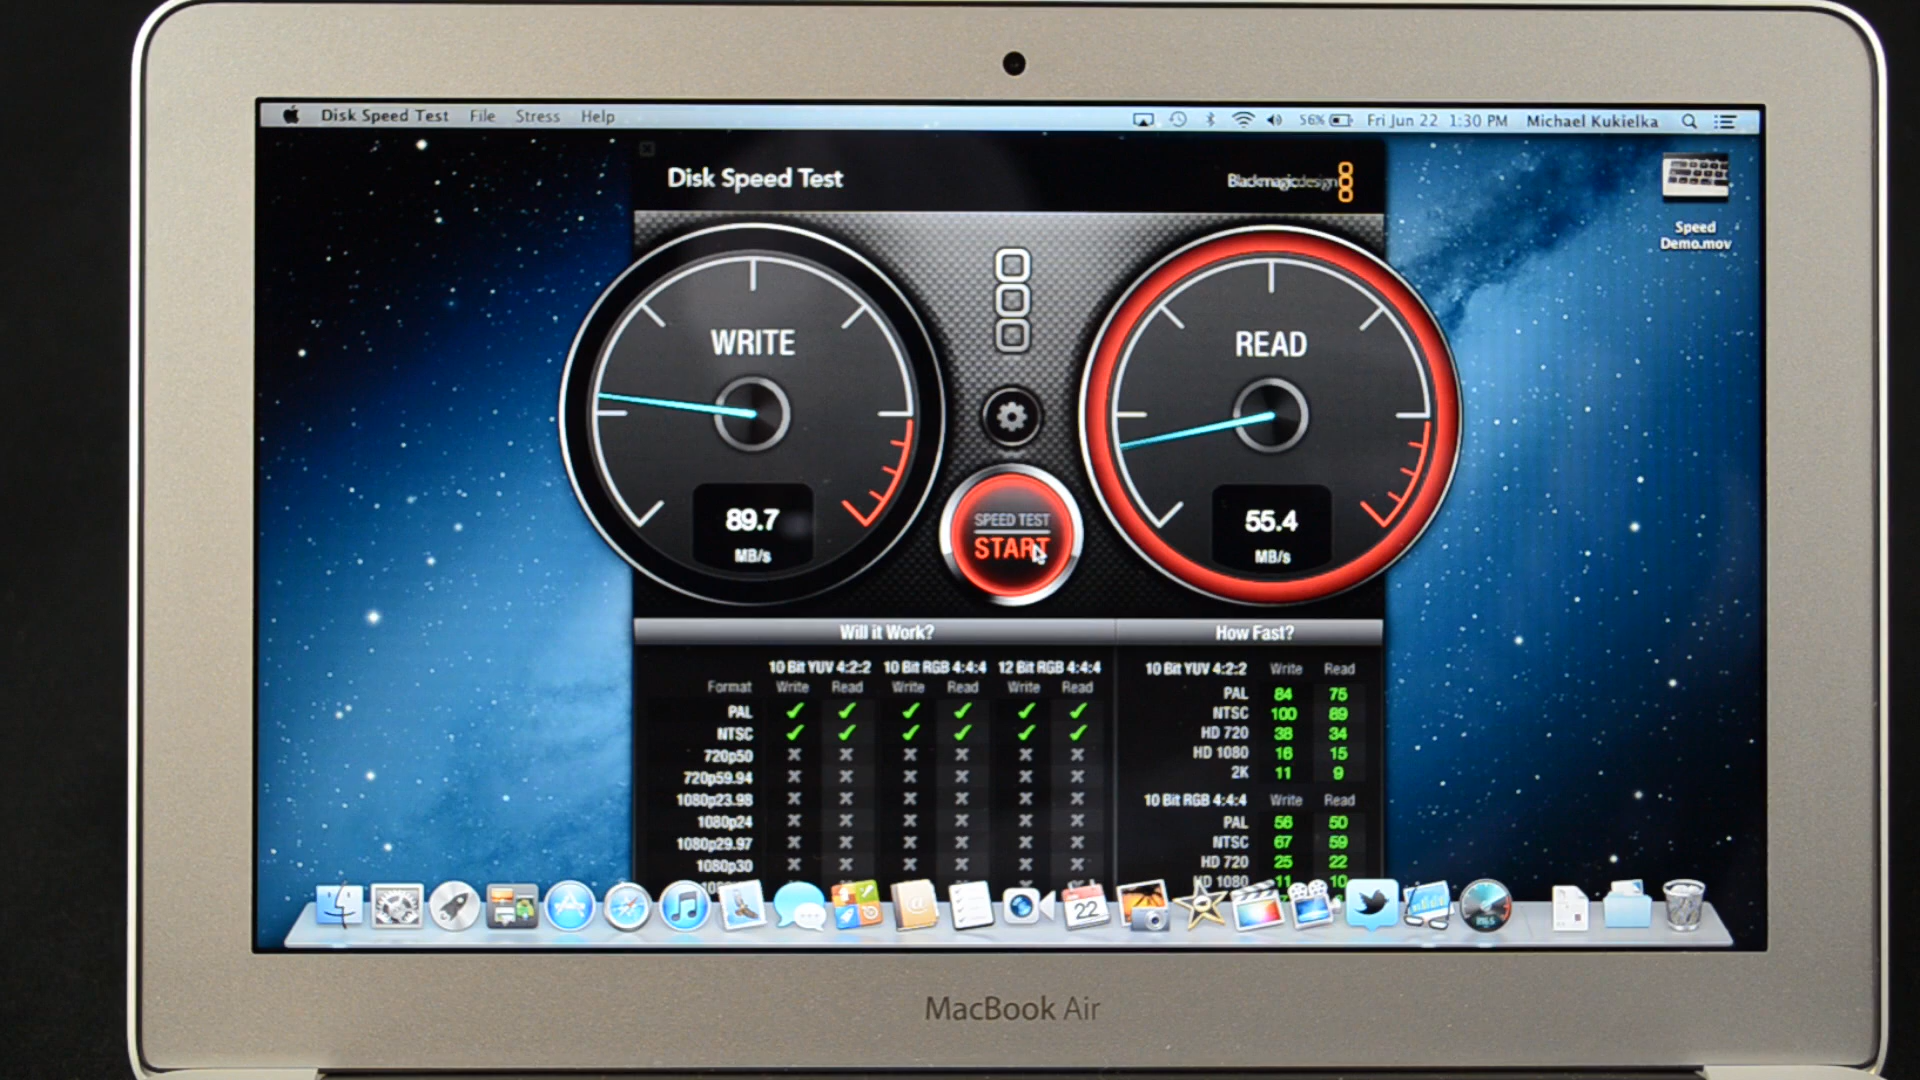 Disk Speed Test File Stress Help 56% Fri Jun 22 1:30 PM Michael Kukielka
Disk Speed Test
Blackmagicdesign
Speed
Demo.mov
WRITE
READ
89.7
MB/s
SPEED TEST
START
55.4
MB/s
Will it Work?
How Fast?
10 Bit YUV 4:2:2 10 Bit RGB 4:4:4 12 Bit RGB 4:4:4
Format Write Read Write Read Write Read
PAL ✓ ✓ ✓ ✓ ✓ ✓
NTSC ✓ ✓ ✓ ✓ ✓ ✓
720p50 X X X X X X
720p59.94 X X X X X X
1080p23.98 X X X X X X
1080p24 X X X X X X
1080p29.97 X X X X X X
1080p30 X X X X X X
10 Bit YUV 4:2:2 Write Read
PAL 84 75
NTSC 100 89
HD 720 38 34
HD 1080 16 15
2K 11 9
10 Bit RGB 4:4:4 Write Read
PAL 56 50
NTSC 67 59
HD 720 25 22
HD 1080 11 10
22
MacBook Air